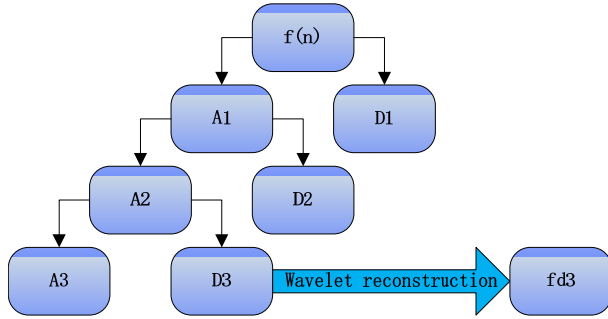 f(n)
A1
D1
A2
D2
A3
D3
Wavelet reconstruction
fd3